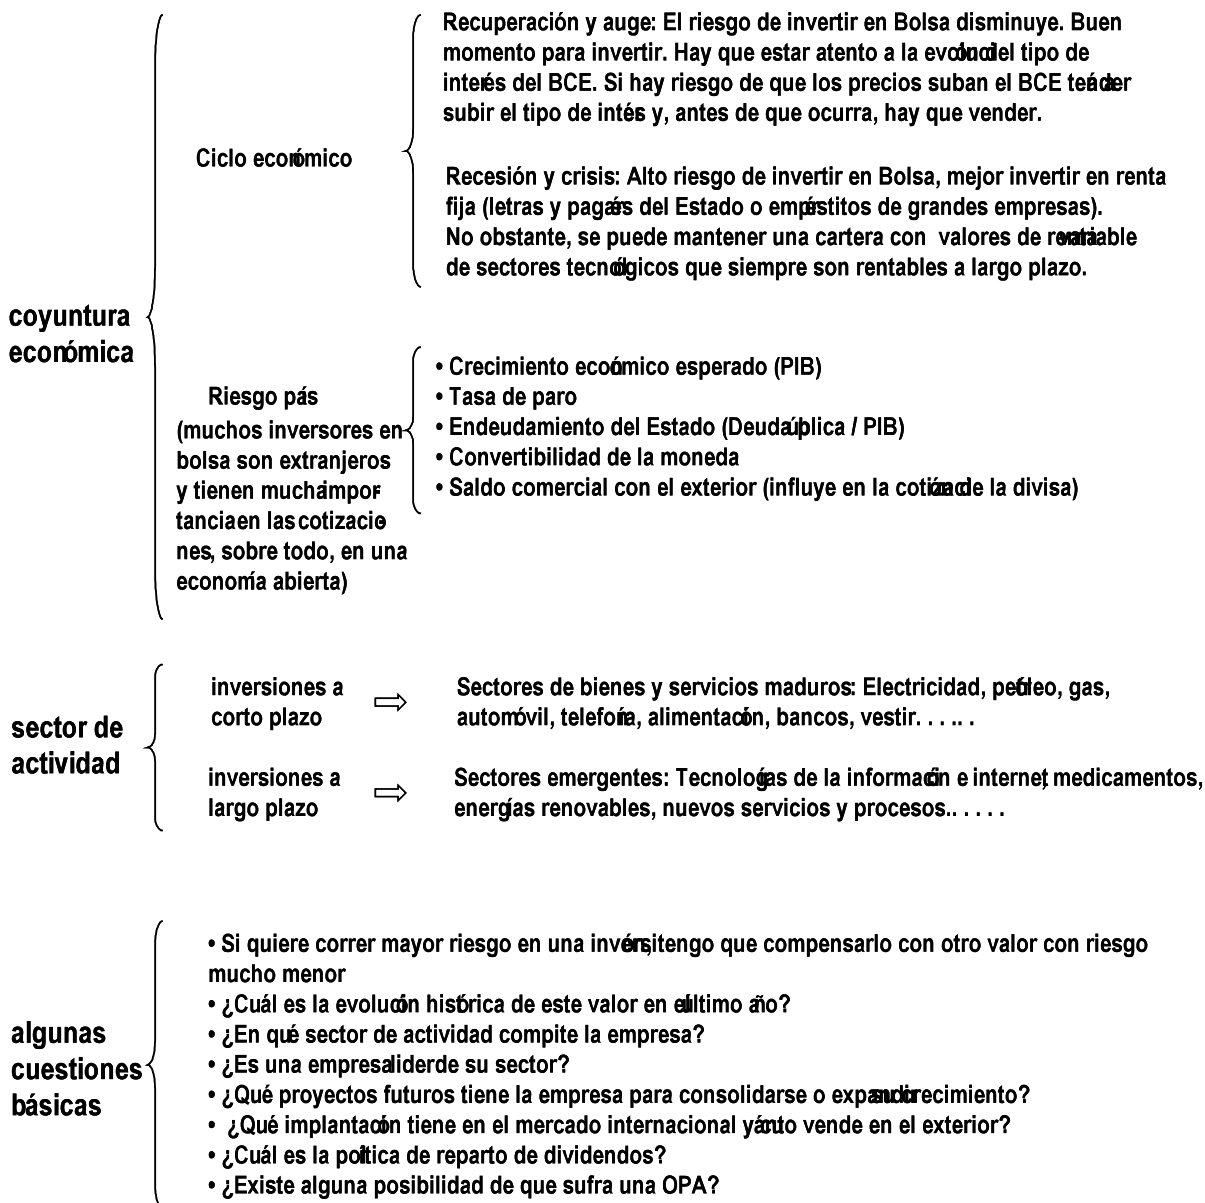 coyuntura
económica
Ciclo económico
Recuperación y auge: El riesgo de invertir en Bolsa disminuye. Buen
momento para invertir. Hay que estar atento a la evolución del tipo de
interés del BCE. Si hay riesgo de que los precios suban el BCE tenderá a
subir el tipo de interés y, antes de que ocurra, hay que vender.
Recesión y crisis: Alto riesgo de invertir en Bolsa, mejor invertir en renta
fija (letras y pagarés del Estado o empréstitos de grandes empresas).
No obstante, se puede mantener una cartera con valores de renta variable
de sectores tecnológicos que siempre son rentables a largo plazo.
Riesgo país
(muchos inversores en
bolsa son extranjeros
y tienen mucha impor-
tancia en las cotizacio-
nes, sobre todo, en una
economía abierta)
• Crecimiento económico esperado (PIB)
• Tasa de paro
• Endeudamiento del Estado (Deuda pública / PIB)
• Convertibilidad de la moneda
• Saldo comercial con el exterior (influye en la cotización de la divisa)
sector de
actividad
inversiones a
corto plazo
⇨
Sectores de bienes y servicios maduros: Electricidad, petróleo, gas,
automóvil, telefonía, alimentación, bancos, vestir. . . . . .
inversiones a
largo plazo
⇨
Sectores emergentes: Tecnologías de la información e internet, medicamentos,
energías renovables, nuevos servicios y procesos.. . . . .
algunas
cuestiones
básicas
• Si quiere correr mayor riesgo en una inversión, tengo que compensarlo con otro valor con riesgo
mucho menor
• ¿Cuál es la evolución histórica de este valor en el último año?
• ¿En qué sector de actividad compite la empresa?
• ¿Es una empresa lider de su sector?
• ¿Qué proyectos futuros tiene la empresa para consolidarse o expandir su crecimiento?
• ¿Qué implantación tiene en el mercado internacional y cuánto vende en el exterior?
• ¿Cuál es la política de reparto de dividendos?
• ¿Existe alguna posibilidad de que sufra una OPA?